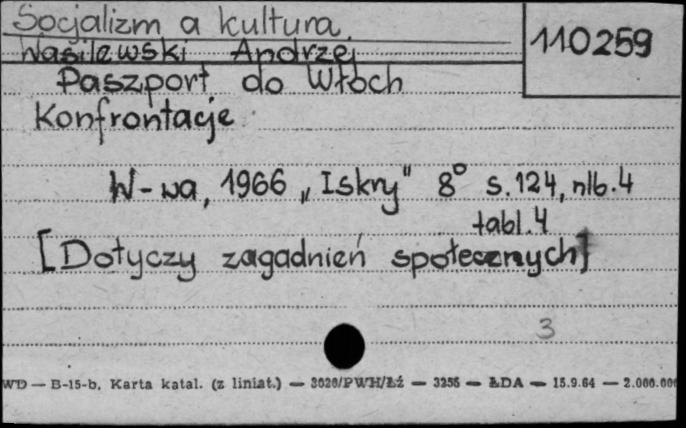 Socjalizm a kultura.
110259
Wasilewski Andrzej
Paszport do Włoch
Konfrontacje
W-wa, 1966 „Iskry" 8° s.124, nlb.4
tabl.4
[Dotyczy zagadnień społecznych]
3
WD — B-15-b, Karta katal. (z liniat.) — 3020/PWH/Łź — 3255 — ŁDA — 15.9.64 — 2.000.000